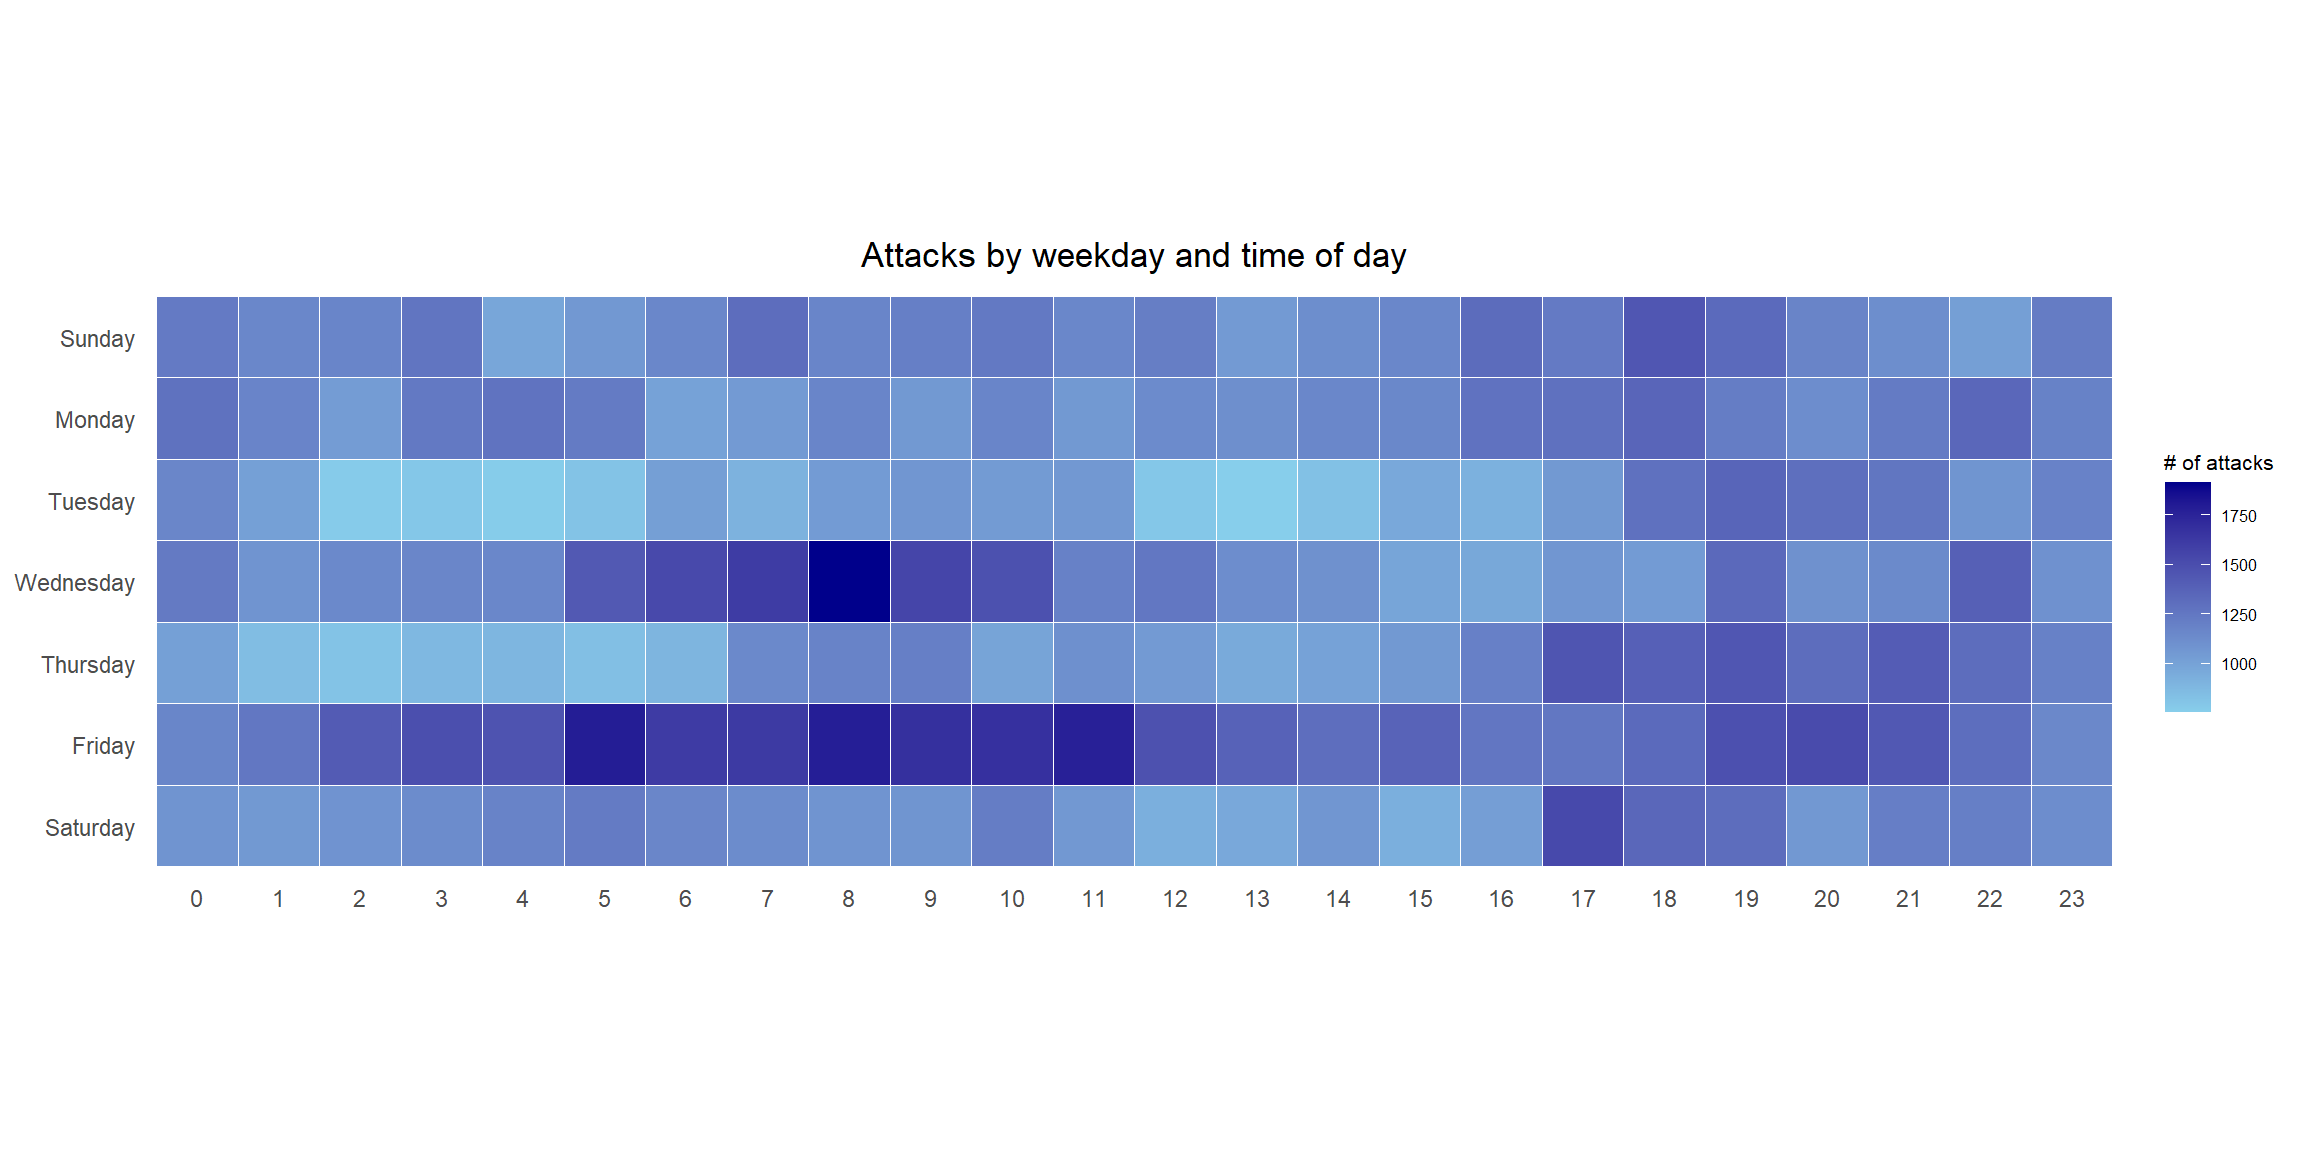 Attacks by weekday and time of day
Sunday
Monday
Tuesday
Wednesday
Thursday
Friday
Saturday
0 1 2 3 4 5 6 7 8 9 10 11 12 13 14 15 16 17 18 19 20 21 22 23
# of attacks
1750
1500
1250
1000